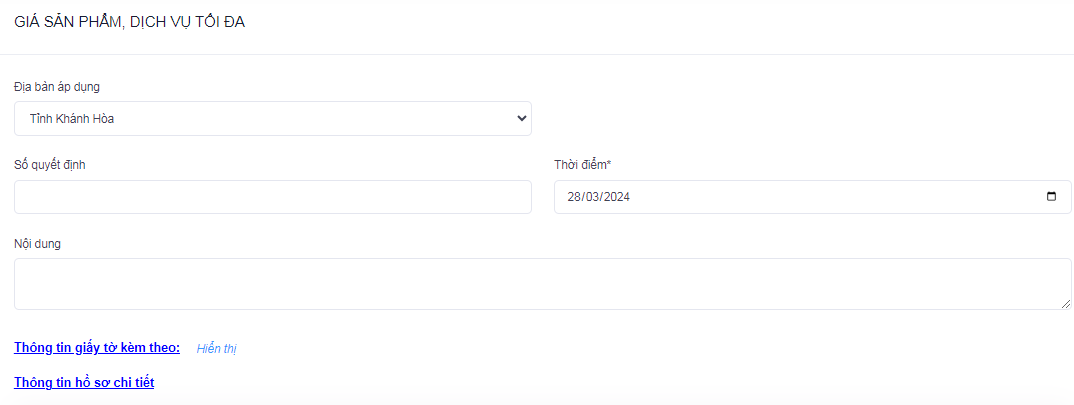 GIÁ SẢN PHẨM, DỊCH VỤ TỐI ĐA
Địa bàn áp dụng
Tỉnh Khánh Hòa
Số quyết định
Thời điểm*
28/03/2024
Nội dung
Thông tin giấy tờ kèm theo: Hiển thị
Thông tin hồ sơ chi tiết